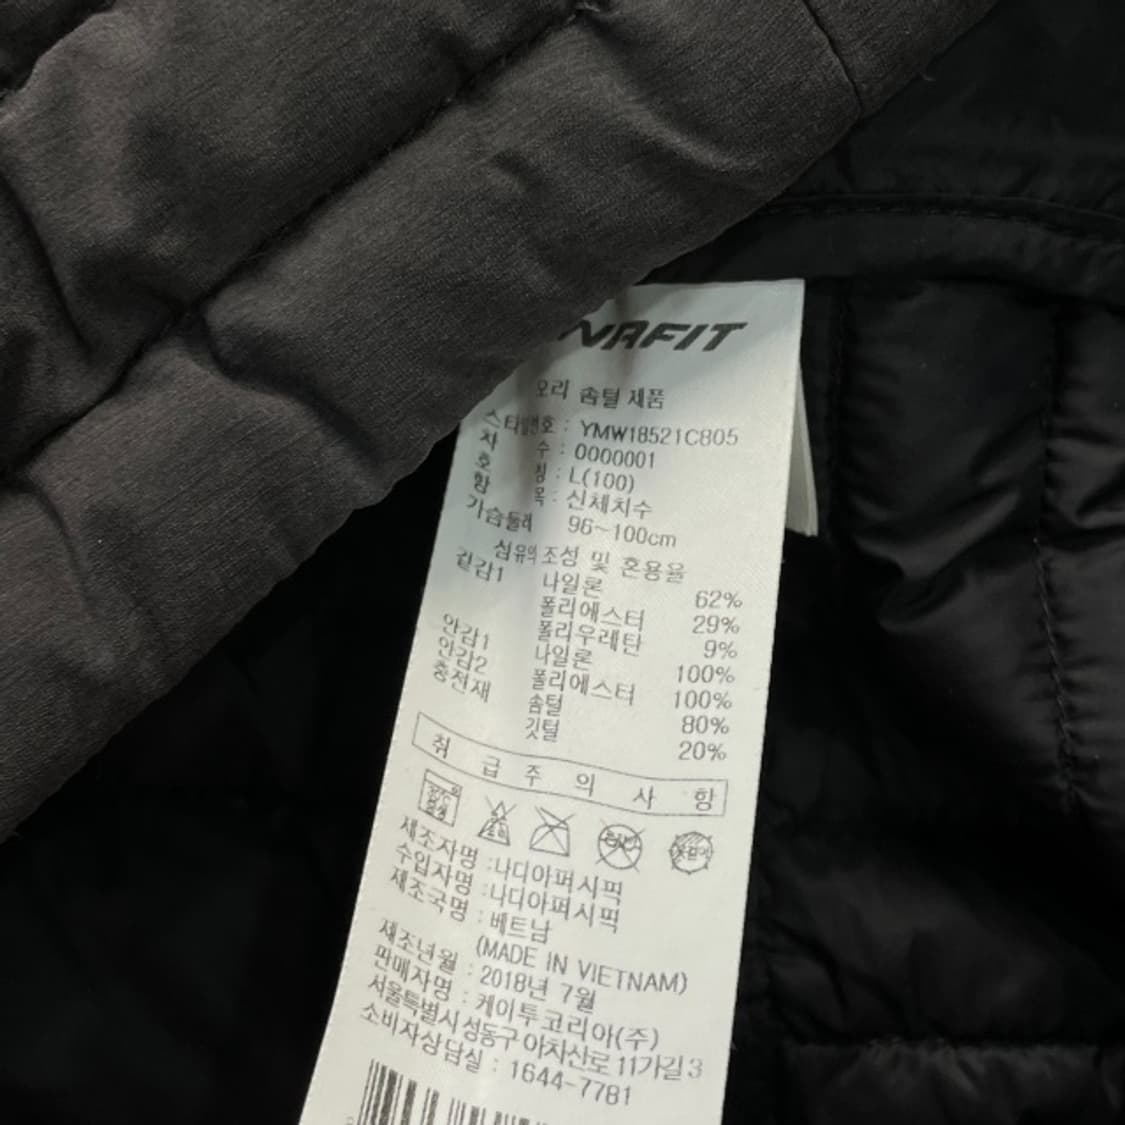 NAFIT
오리 솜털 제품
스타일번호 : YMW18521C805
차 수 : 0000001
호 칭 : L(100)
항 목 : 신체치수
가슴둘레 96~100cm
섬유의 조성 및 혼용율
겉감1 나일론 62%
폴리에스터 29%
폴리우레탄 9%
안감1 나일론 100%
안감2 폴리에스터 100%
충전재 솜털 80%
깃털 20%
취 급 주 의 사 항
제조자명 : 나디아퍼시픽
수입자명 : 나디아퍼시픽
제조국명 : 베트남
(MADE IN VIETNAM)
제조년월 : 2018년 7월
판매자명 : 케이투코리아(주)
서울특별시 성동구 아차산로 11가길 3
소비자상담실 : 1644-7781